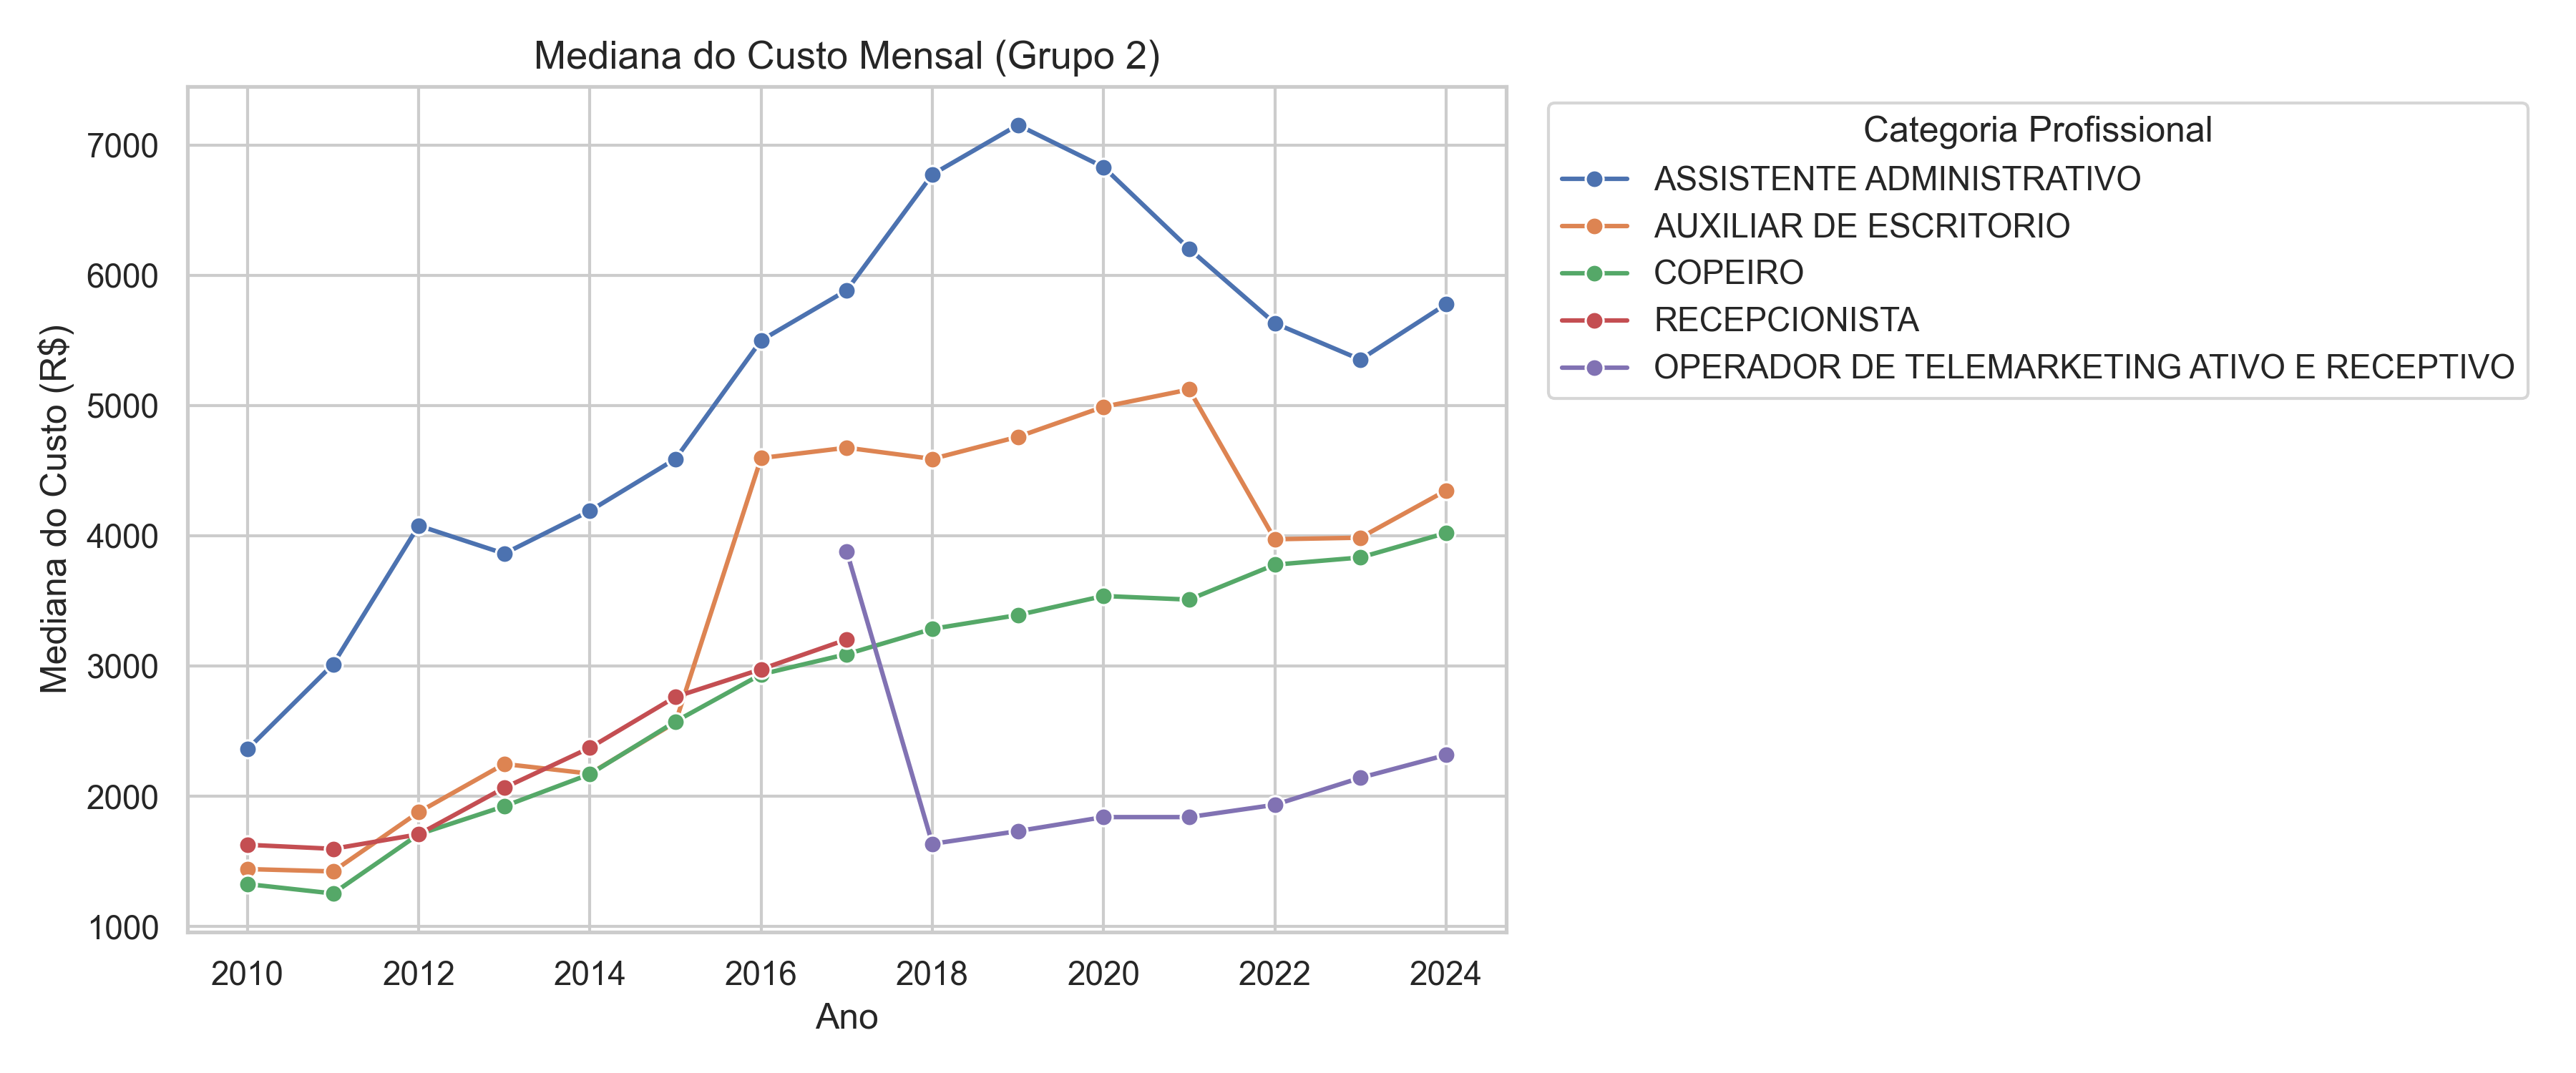 Mediana do Custo Mensal (Grupo 2)
Mediana do Custo (R$)
7000
6000
5000
4000
3000
2000
1000
2010 2012 2014 2016 2018 2020 2022 2024
Ano
Categoria Profissional
ASSISTENTE ADMINISTRATIVO
AUXILIAR DE ESCRITORIO
COPEIRO
RECEPCIONISTA
OPERADOR DE TELEMARKETING ATIVO E RECEPTIVO